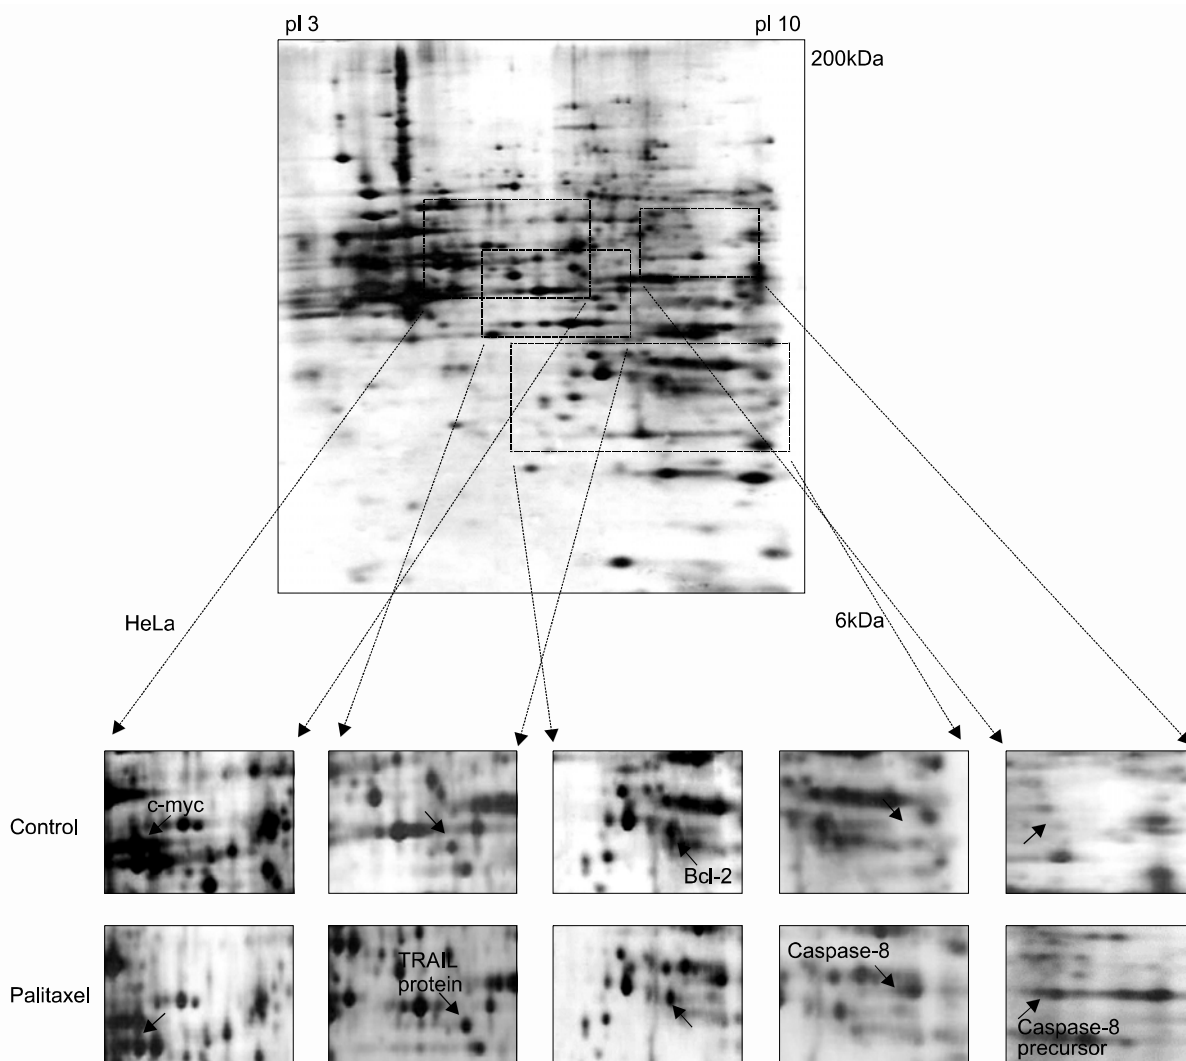 pI 3
pI 10
200kDa
HeLa
6kDa
Control
c-myc
Bcl-2
Palitaxel
TRAIL
protein
Caspase-8
Caspase-8
precursor